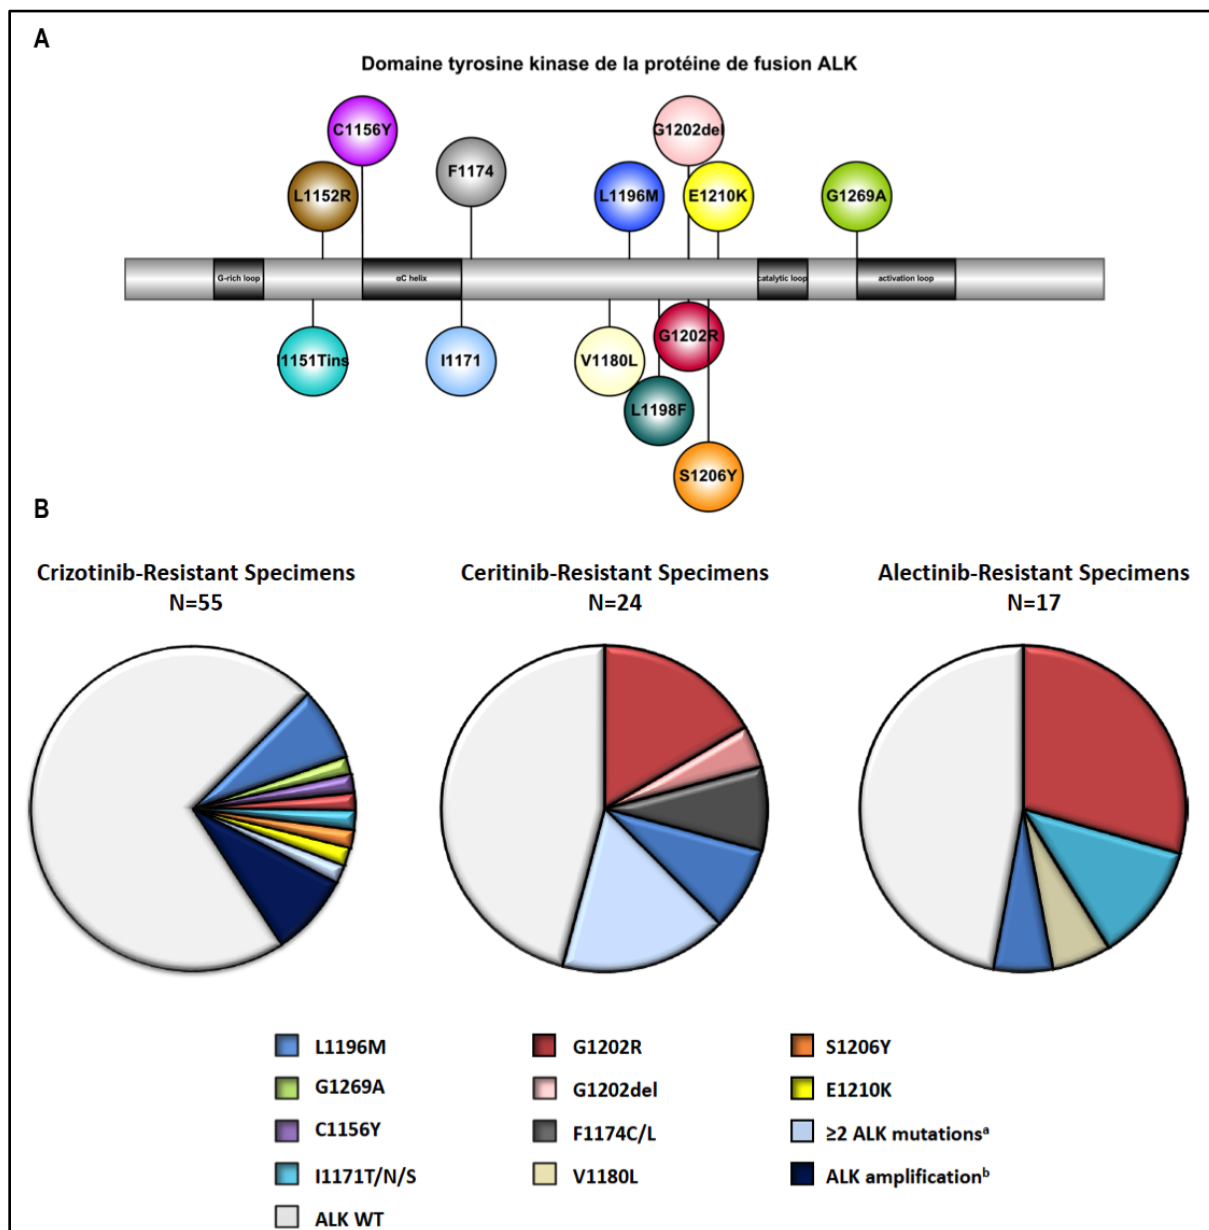 A
Domaine tyrosine kinase de la protéine de fusion ALK
C1156Y
G1202del
F1174
L1152R
L1196M
E1210K
G1269A
G-rich loop
αC helix
catalytic loop
activation loop
I1151Tins
I1171
V1180L
G1202R
L1198F
S1206Y
B
Crizotinib-Resistant Specimens
N=55
Ceritinib-Resistant Specimens
N=24
Alectinib-Resistant Specimens
N=17
L1196M
G1202R
S1206Y
G1269A
G1202del
E1210K
C1156Y
F1174C/L
≥2 ALK mutationsᵃ
I1171T/N/S
V1180L
ALK amplificationᵇ
ALK WT